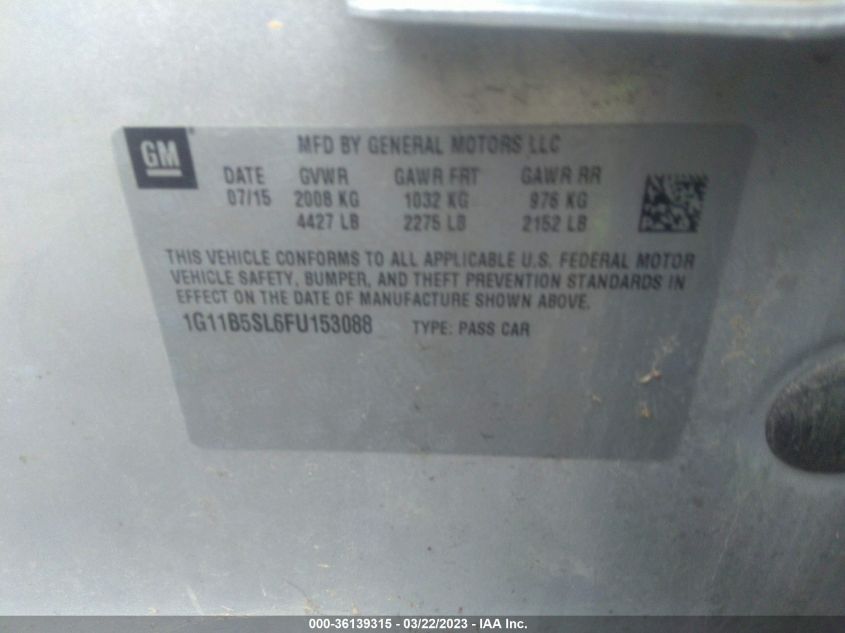 GM
MFD BY GENERAL MOTORS LLC
DATE GVWR GAWR FRT GAWR RR
07/15 2008 KG 1032 KG 976 KG
4427 LB 2275 LB 2152 LB
THIS VEHICLE CONFORMS TO ALL APPLICABLE U.S. FEDERAL MOTOR
VEHICLE SAFETY, BUMPER, AND THEFT PREVENTION STANDARDS IN
EFFECT ON THE DATE OF MANUFACTURE SHOWN ABOVE.
1G11B5SL6FU153088 TYPE: PASS CAR
000-36139315 - 03/22/2023 - IAA Inc.